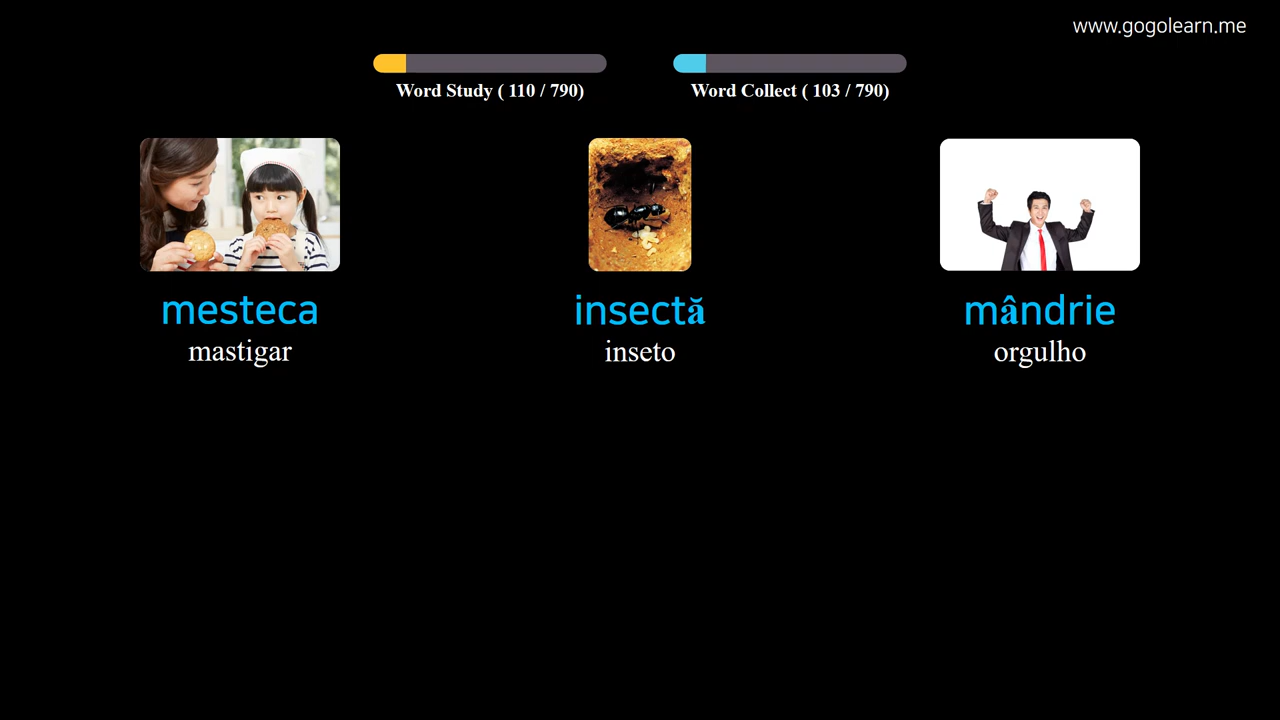 www.gogolearn.me
Word Study ( 110 / 790)
Word Collect ( 103 / 790)
mesteca
insectă
mândrie
mastigar
inseto
orgulho